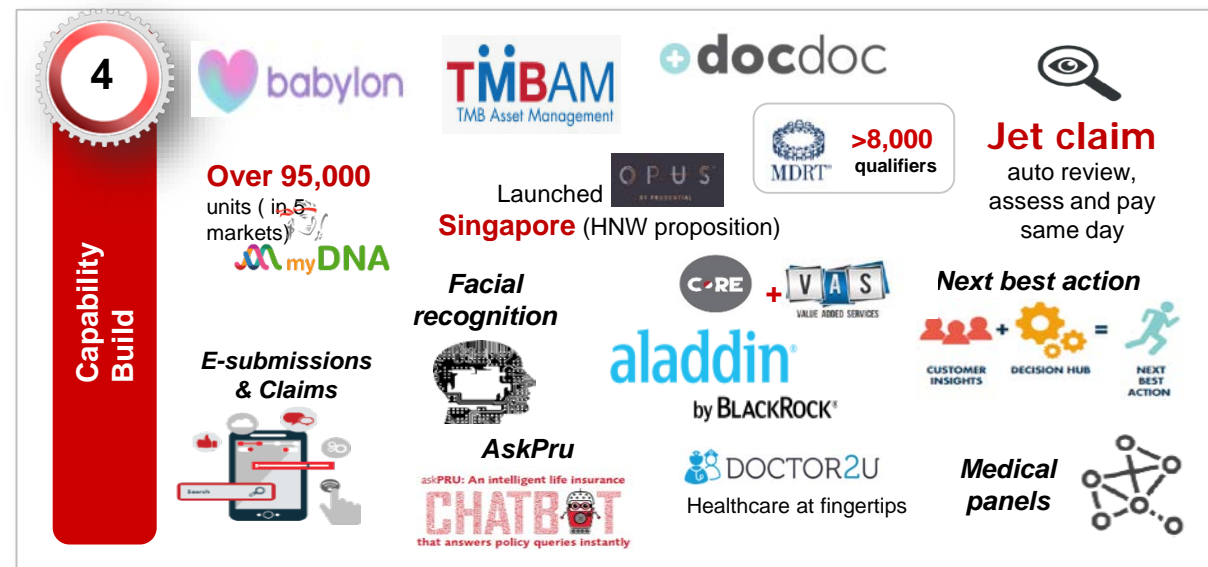 4
Capability
Build
babylon
TMBAM
TMB Asset Management
docdoc
MDRT
>8,000
qualifiers
Jet claim
auto review,
assess and pay
same day
Over 95,000
units ( in 5
markets)
myDNA
Launched OPUS
BY PRUDENTIAL
Singapore (HNW proposition)
Facial
recognition
CORE + VAS
VALUE ADDED SERVICES
Next best action
+ =
CUSTOMER
INSIGHTS
DECISION HUB
NEXT
BEST
ACTION
E-submissions
& Claims
Search
aladdin®
by BLACKROCK®
AskPru
askPRU: An intelligent life insurance
CHATBOT
that answers policy queries instantly
DOCTOR2U
Healthcare at fingertips
Medical
panels